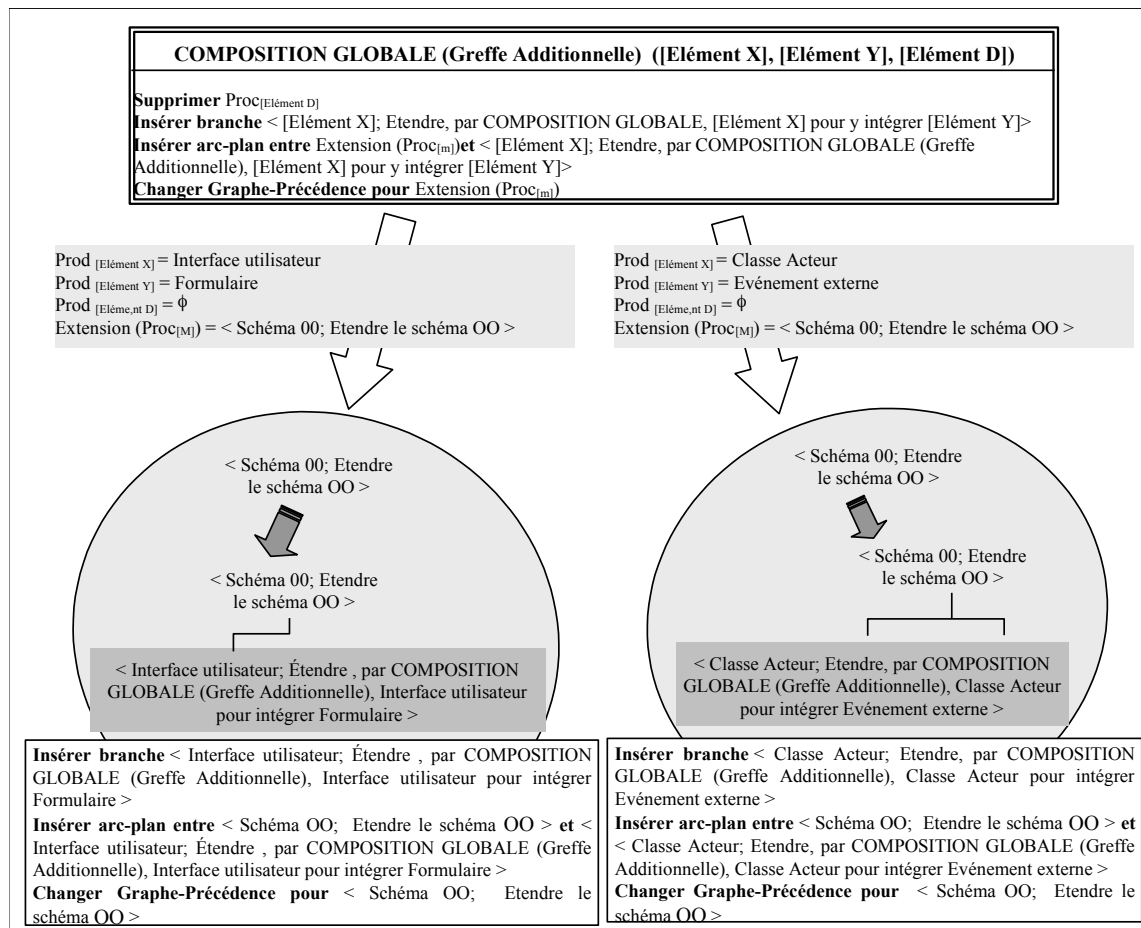 COMPOSITION GLOBALE (Greffe Additionnelle)  ([Elément X], [Elément Y], [Elément D])
Supprimer Proc[Elément D]
Insérer branche < [Elément X]; Etendre, par COMPOSITION GLOBALE, [Elément X] pour y intégrer [Elément Y]>
Insérer arc-plan entre Extension (Proc[m])et < [Elément X]; Etendre, par COMPOSITION GLOBALE (Greffe
Additionnelle), [Elément X] pour y intégrer [Elément Y]>
Changer Graphe-Précédence pour Extension (Proc[m])
Prod [Elément X] = Interface utilisateur
Prod [Elément Y] = Formulaire
Prod [Eléme,nt D] = ϕ
Extension (Proc[M]) = < Schéma 00; Etendre le schéma OO >
Prod [Elément X] = Classe Acteur
Prod [Elément Y] = Evénement externe
Prod [Eléme,nt D] = ϕ
Extension (Proc[M]) = < Schéma 00; Etendre le schéma OO >
< Schéma 00; Etendre
le schéma OO >
< Schéma 00; Etendre
le schéma OO >
< Interface utilisateur; Étendre , par COMPOSITION
GLOBALE (Greffe Additionnelle), Interface utilisateur
pour intégrer Formulaire >
Insérer branche < Interface utilisateur; Étendre , par COMPOSITION
GLOBALE (Greffe Additionnelle), Interface utilisateur pour intégrer
Formulaire >
Insérer arc-plan entre < Schéma OO; Etendre le schéma OO > et <
Interface utilisateur; Étendre , par COMPOSITION GLOBALE (Greffe
Additionnelle), Interface utilisateur pour intégrer Formulaire >
Changer Graphe-Précédence pour < Schéma OO; Etendre le
schéma OO >
< Schéma 00; Etendre
le schéma OO >
< Schéma 00; Etendre
le schéma OO >
< Classe Acteur; Etendre, par COMPOSITION
GLOBALE (Greffe Additionnelle), Classe Acteur
pour intégrer Evénement externe >
Insérer branche < Classe Acteur; Etendre, par COMPOSITION
GLOBALE (Greffe Additionnelle), Classe Acteur pour intégrer
Evénement externe >
Insérer arc-plan entre < Schéma OO; Etendre le schéma OO > et
< Classe Acteur; Etendre, par COMPOSITION GLOBALE (Greffe
Additionnelle), Classe Acteur pour intégrer Evénement externe >
Changer Graphe-Précédence pour < Schéma OO; Etendre le
schéma OO >